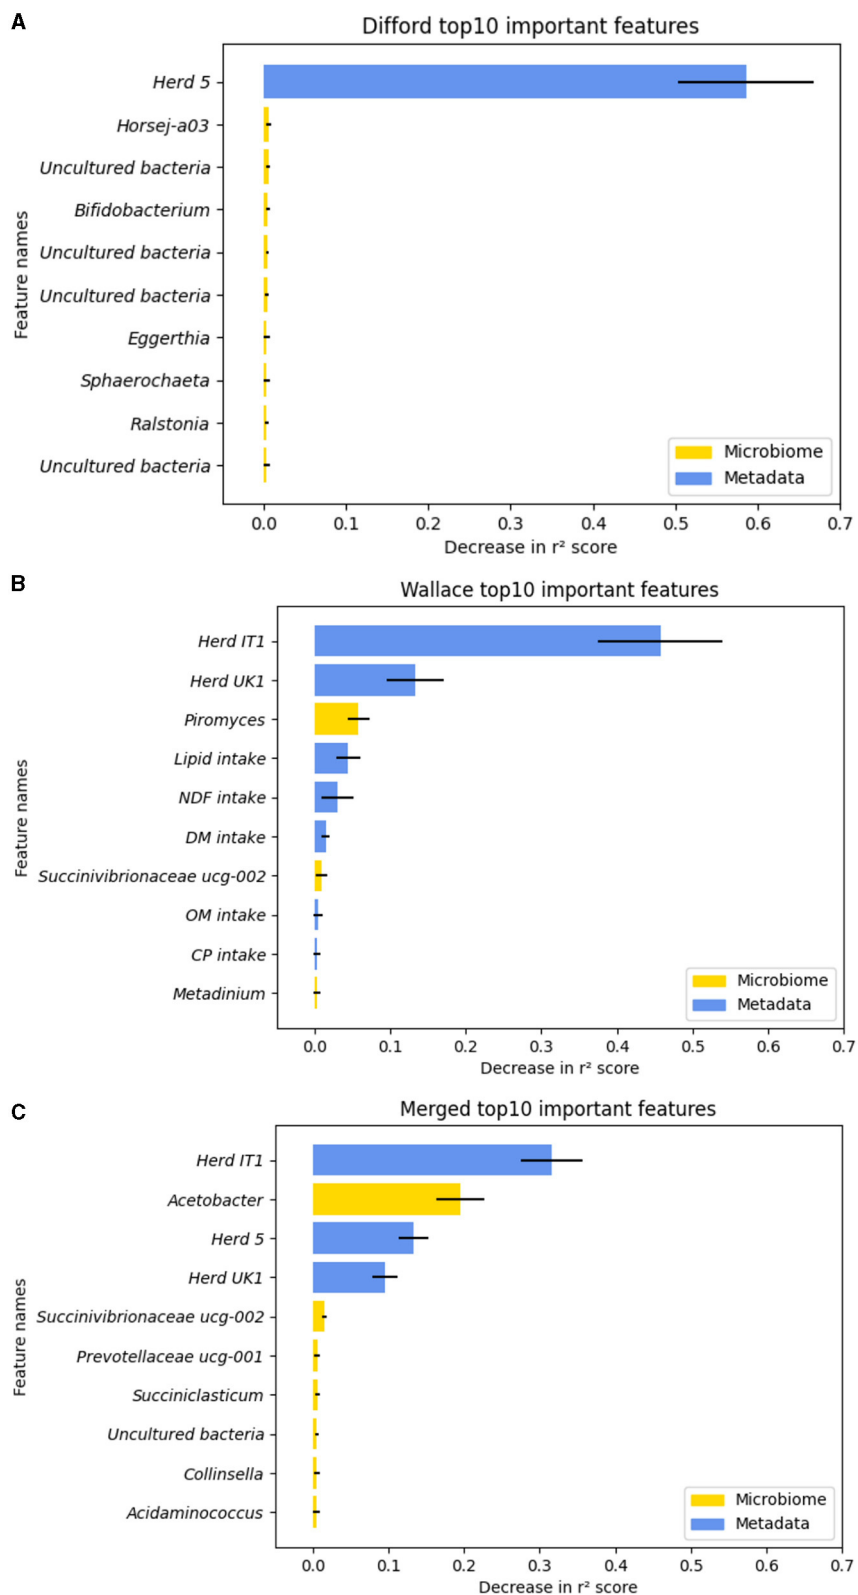 A
Difford top10 important features
Feature names
Herd 5
Horsej-a03
Uncultured bacteria
Bifidobacterium
Uncultured bacteria
Uncultured bacteria
Eggerthia
Sphaerochaeta
Ralstonia
Uncultured bacteria
Microbiome
Metadata
0.0 0.1 0.2 0.3 0.4 0.5 0.6 0.7
Decrease in r² score
B
Wallace top10 important features
Feature names
Herd IT1
Herd UK1
Piromyces
Lipid intake
NDF intake
DM intake
Succinivibrionaceae ucg-002
OM intake
CP intake
Metadinium
Microbiome
Metadata
0.0 0.1 0.2 0.3 0.4 0.5 0.6 0.7
Decrease in r² score
C
Merged top10 important features
Feature names
Herd IT1
Acetobacter
Herd 5
Herd UK1
Succinivibrionaceae ucg-002
Prevotellaceae ucg-001
Succiniclasticum
Uncultured bacteria
Collinsella
Acidaminococcus
Microbiome
Metadata
0.0 0.1 0.2 0.3 0.4 0.5 0.6 0.7
Decrease in r² score